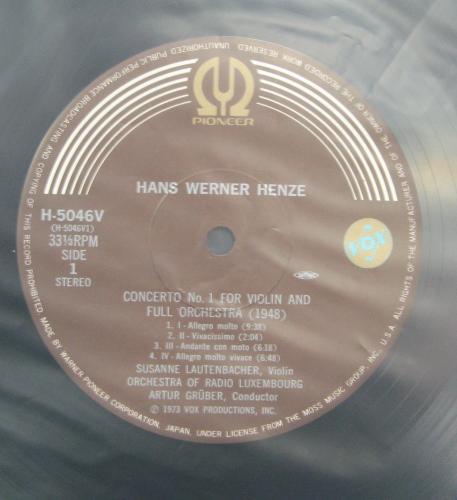 PIONEER
HANS WERNER HENZE
H-5046V
(H-5046V1)
33⅓RPM
SIDE
1
STEREO
VOX
CONCERTO No. 1 FOR VIOLIN AND
FULL ORCHESTRA (1948)
1. I - Allegro molto (9:38)
2. II - Vivacissimo (2:04)
3. III - Andante con moto (6:18)
4. IV - Allegro molto vivace (6:48)
SUSANNE LAUTENBACHER, Violin
ORCHESTRA OF RADIO LUXEMBOURG
ARTUR GRÜBER, Conductor
℗ 1973 VOX PRODUCTIONS, INC.
ALL RIGHTS OF THE MANUFACTURER AND OF THE OWNER OF THE RECORDED WORK RESERVED. UNAUTHORIZED PUBLIC PERFORMANCE BROADCASTING AND COPYING OF THIS RECORD PROHIBITED. MADE BY WARNER PIONEER CORPORATION, JAPAN, UNDER LICENSE FROM THE MOSS MUSIC GROUP, INC. U.S.A.